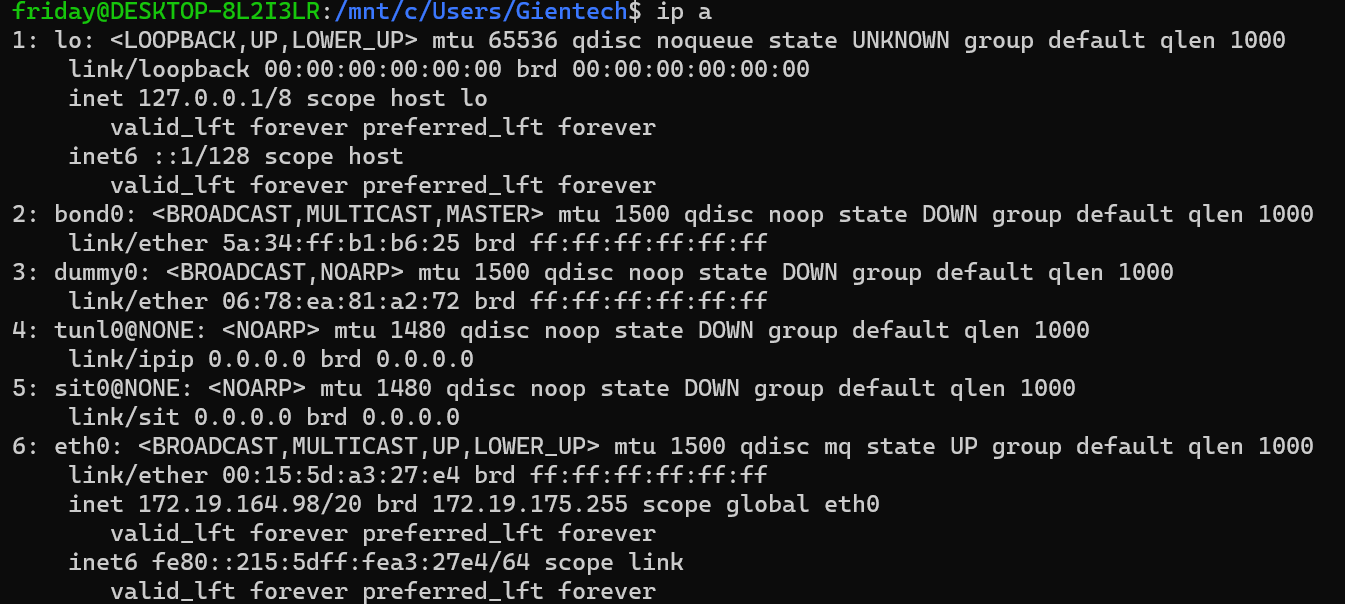 friday@DESKTOP-8L2I3LR:/mnt/c/Users/Gientech$ ip a
1: lo: <LOOPBACK,UP,LOWER_UP> mtu 65536 qdisc noqueue state UNKNOWN group default qlen 1000
    link/loopback 00:00:00:00:00:00 brd 00:00:00:00:00:00
    inet 127.0.0.1/8 scope host lo
       valid_lft forever preferred_lft forever
    inet6 ::1/128 scope host
       valid_lft forever preferred_lft forever
2: bond0: <BROADCAST,MULTICAST,MASTER> mtu 1500 qdisc noop state DOWN group default qlen 1000
    link/ether 5a:34:ff:b1:b6:25 brd ff:ff:ff:ff:ff:ff
3: dummy0: <BROADCAST,NOARP> mtu 1500 qdisc noop state DOWN group default qlen 1000
    link/ether 06:78:ea:81:a2:72 brd ff:ff:ff:ff:ff:ff
4: tunl0@NONE: <NOARP> mtu 1480 qdisc noop state DOWN group default qlen 1000
    link/ipip 0.0.0.0 brd 0.0.0.0
5: sit0@NONE: <NOARP> mtu 1480 qdisc noop state DOWN group default qlen 1000
    link/sit 0.0.0.0 brd 0.0.0.0
6: eth0: <BROADCAST,MULTICAST,UP,LOWER_UP> mtu 1500 qdisc mq state UP group default qlen 1000
    link/ether 00:15:5d:a3:27:e4 brd ff:ff:ff:ff:ff:ff
    inet 172.19.164.98/20 brd 172.19.175.255 scope global eth0
       valid_lft forever preferred_lft forever
    inet6 fe80::215:5dff:fea3:27e4/64 scope link
       valid_lft forever preferred_lft forever